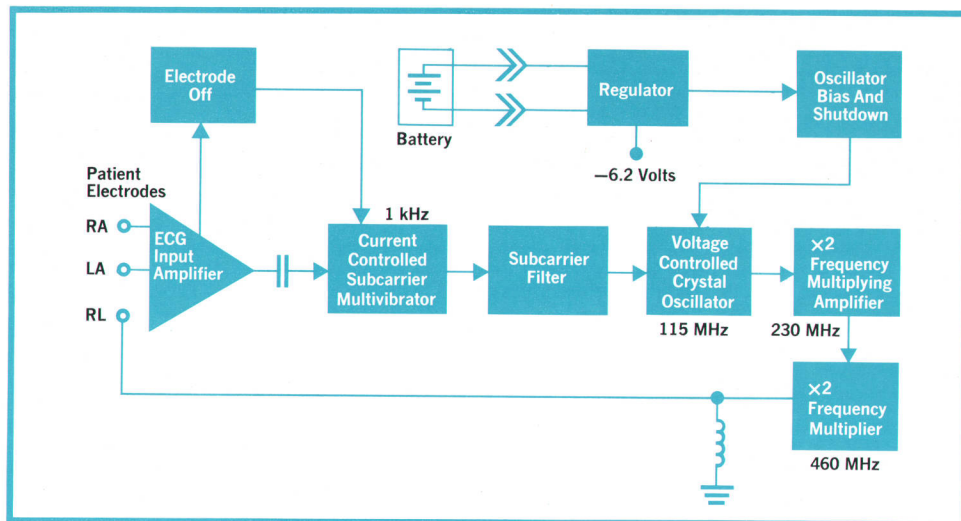 Electrode
Off
Battery
Regulator
−6.2 Volts
Oscillator
Bias And
Shutdown
Patient
Electrodes
RA
LA
RL
ECG
Input
Amplifier
1 kHz
Current
Controlled
Subcarrier
Multivibrator
Subcarrier
Filter
Voltage
Controlled
Crystal
Oscillator
115 MHz
×2
Frequency
Multiplying
Amplifier
230 MHz
×2
Frequency
Multiplier
460 MHz